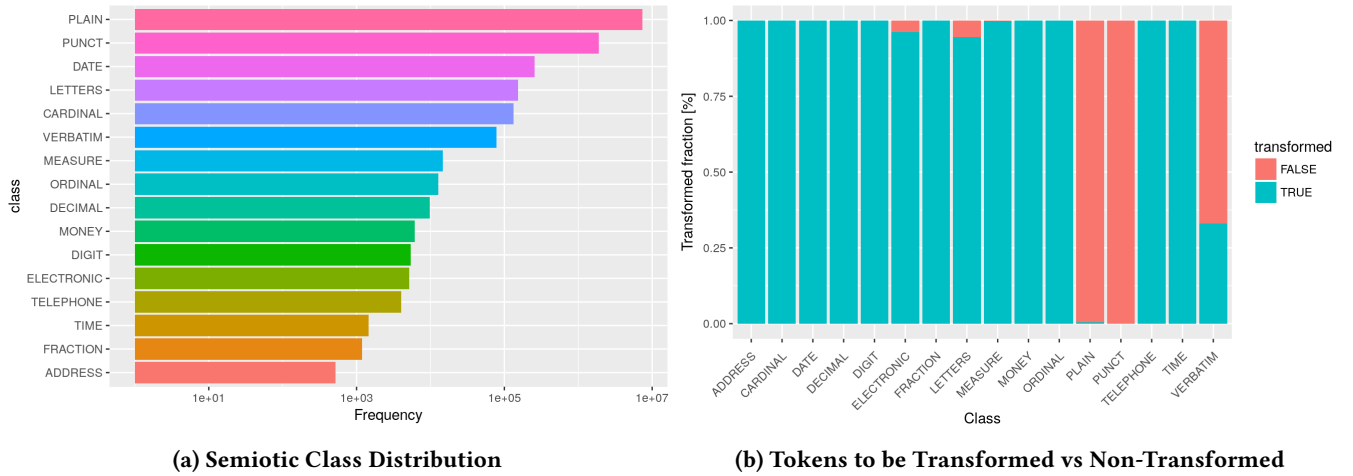 class
PLAIN
PUNCT
DATE
LETTERS
CARDINAL
VERBATIM
MEASURE
ORDINAL
DECIMAL
MONEY
DIGIT
ELECTRONIC
TELEPHONE
TIME
FRACTION
ADDRESS
1e+01 1e+03 1e+05 1e+07
Frequency
(a) Semiotic Class Distribution
Transformed fraction [%]
1.00
0.75
0.50
0.25
0.00
ADDRESS
CARDINAL
DATE
DECIMAL
DIGIT
ELECTRONIC
FRACTION
LETTERS
MEASURE
MONEY
ORDINAL
PLAIN
PUNCT
TELEPHONE
TIME
VERBATIM
Class
transformed
FALSE
TRUE
(b) Tokens to be Transformed vs Non-Transformed